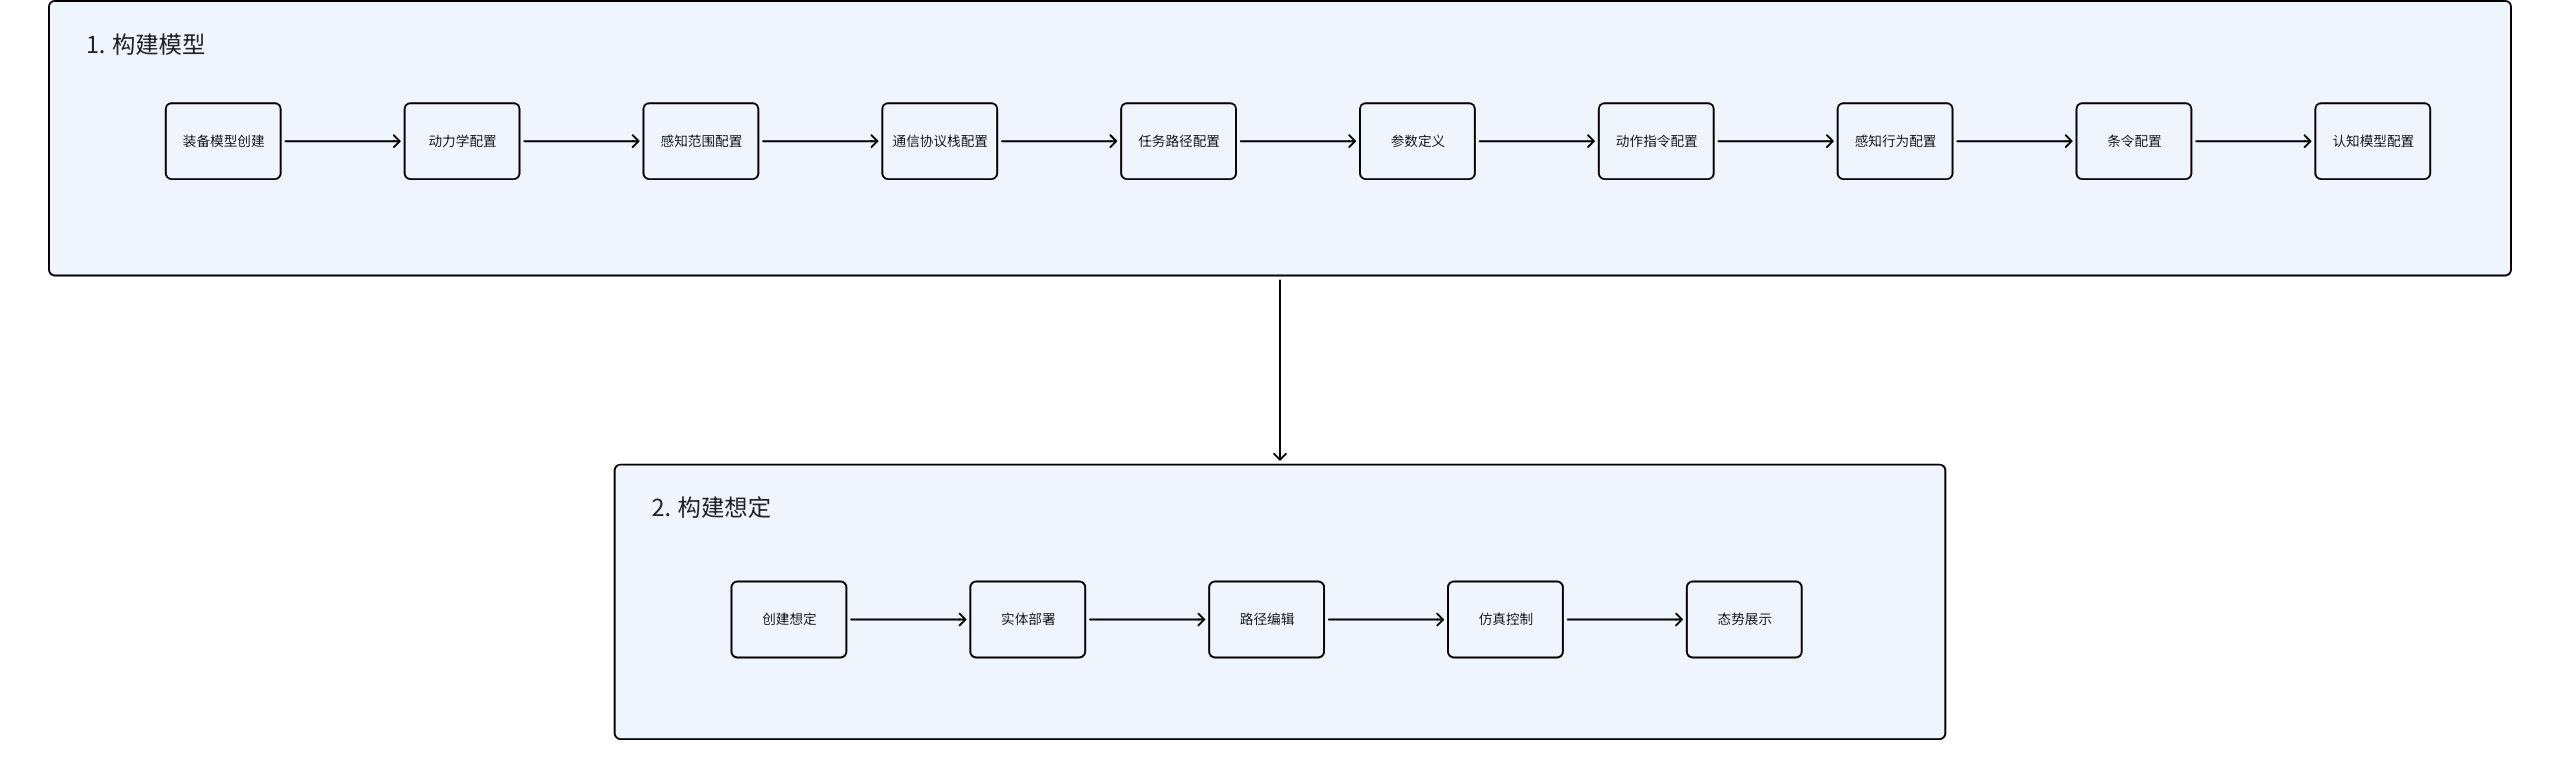 1. 构建模型
装备模型创建
动力学配置
感知范围配置
通信协议栈配置
任务路径配置
参数定义
动作指令配置
感知行为配置
条令配置
认知模型配置
2. 构建想定
创建想定
实体部署
路径编辑
仿真控制
态势展示